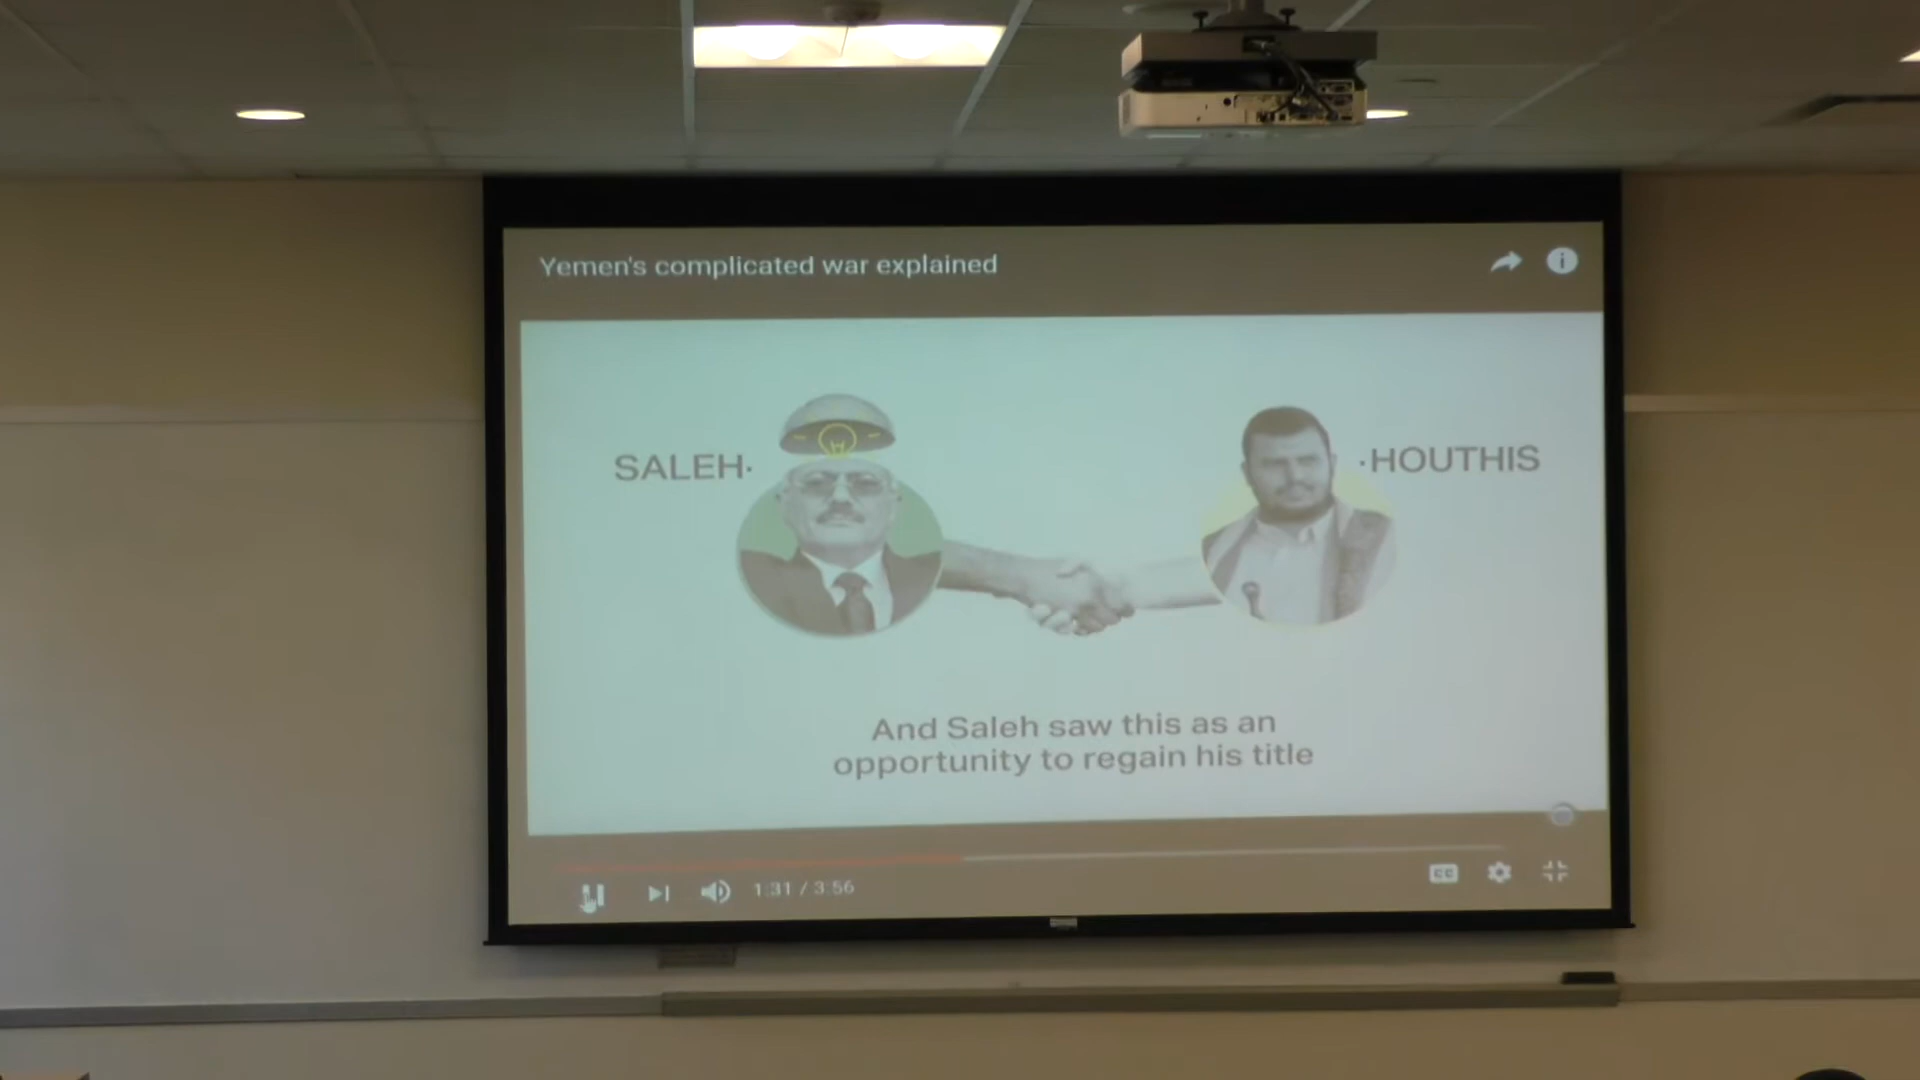 Yemen's complicated war explained
SALEH·
·HOUTHIS
And Saleh saw this as an
opportunity to regain his title
1:31 / 3:56
CC